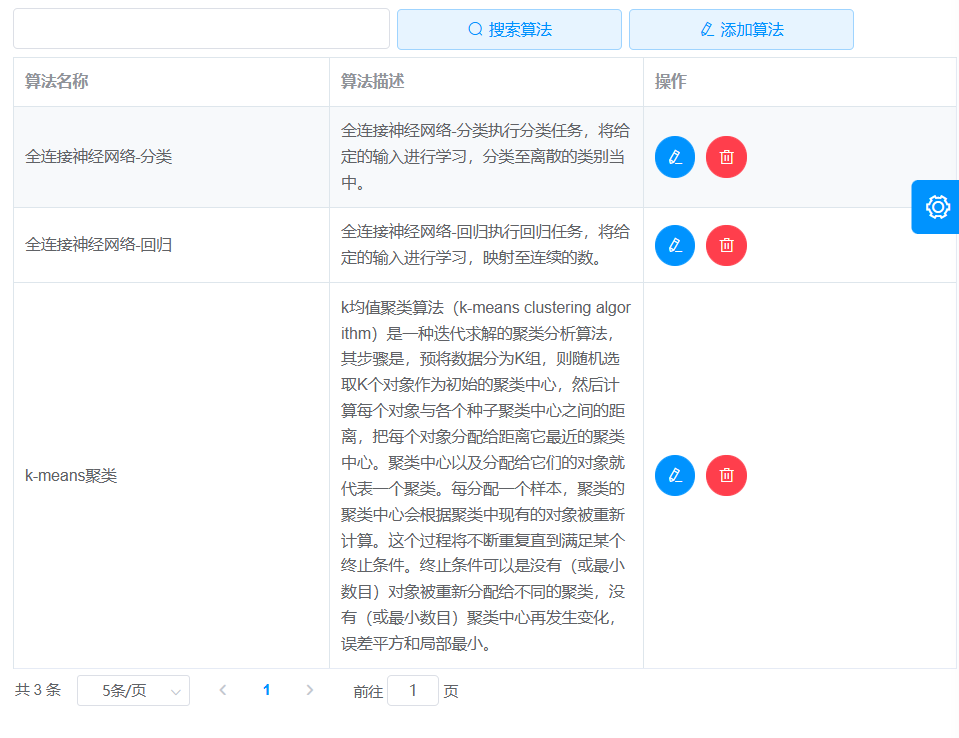 搜索算法 添加算法
算法名称 算法描述 操作
全连接神经网络-分类
全连接神经网络-分类执行分类任务，将给
定的输入进行学习，分类至离散的类别当
中。
全连接神经网络-回归
全连接神经网络-回归执行回归任务，将给
定的输入进行学习，映射至连续的数。
k-means聚类
k均值聚类算法（k-means clustering algor
ithm）是一种迭代求解的聚类分析算法，
其步骤是，预将数据分为K组，则随机选
取K个对象作为初始的聚类中心，然后计
算每个对象与各个种子聚类中心之间的距
离，把每个对象分配给距离它最近的聚类
中心。聚类中心以及分配给它们的对象就
代表一个聚类。每分配一个样本，聚类的
聚类中心会根据聚类中现有的对象被重新
计算。这个过程将不断重复直到满足某个
终止条件。终止条件可以是没有（或最小
数目）对象被重新分配给不同的聚类，没
有（或最小数目）聚类中心再发生变化，
误差平方和局部最小。
共 3 条 5条/页 1 前往 1 页